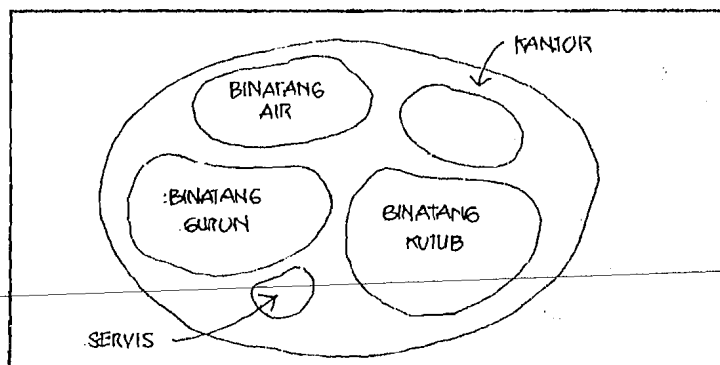 KANTOR
BINATANG
AIR
BINATANG
GURUN
BINATANG
KUTUB
SERVIS